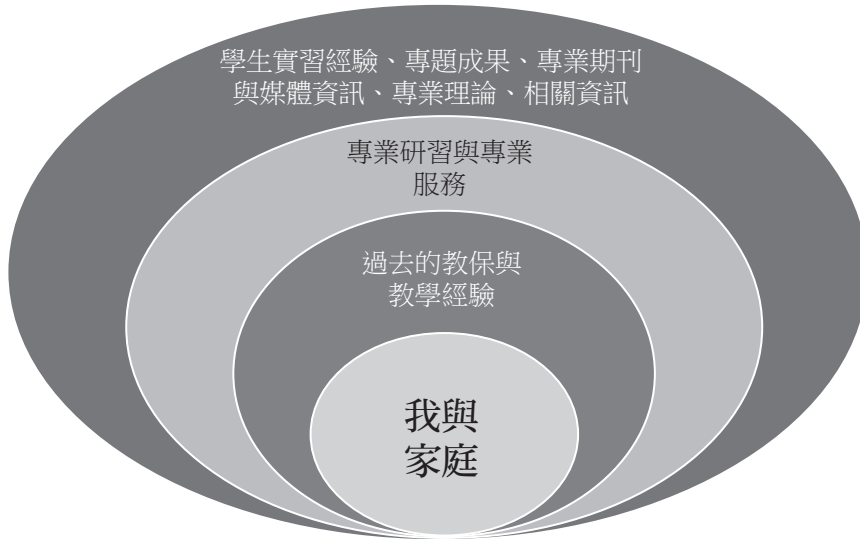 學生實習經驗、專題成果、專業期刊
與媒體資訊、專業理論、相關資訊
專業研習與專業
服務
過去的教保與
教學經驗
我與
家庭